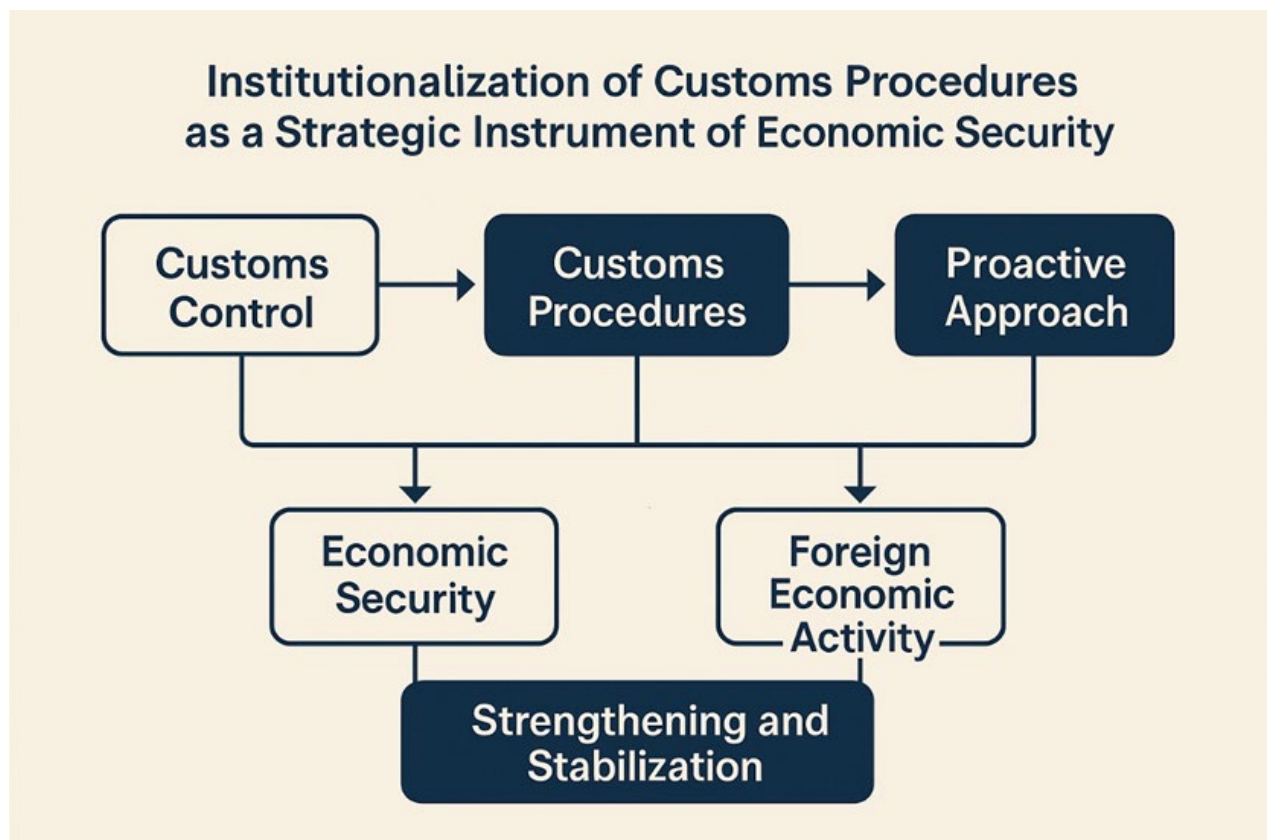 Institutionalization of Customs Procedures
as a Strategic Instrument of Economic Security
Customs
Control
Customs
Procedures
Proactive
Approach
Economic
Security
Foreign
Economic
Activity
Strengthening and
Stabilization